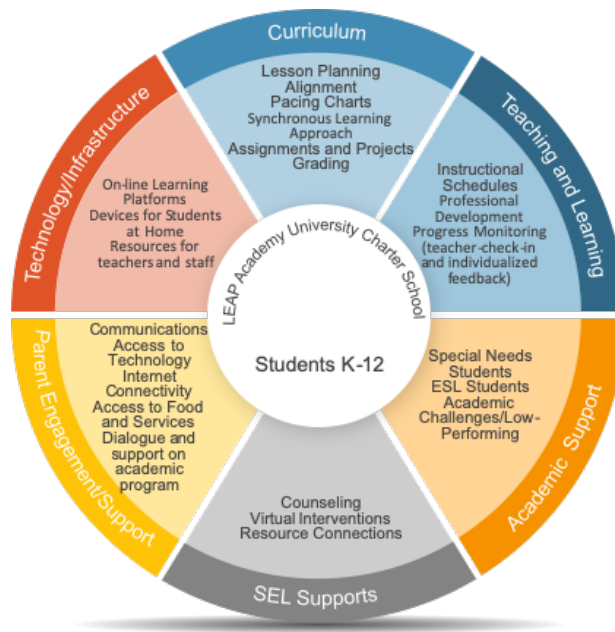 Curriculum
Lesson Planning
Alignment
Pacing Charts
Synchronous Learning
Approach
Assignments and Projects
Grading
Teaching and Learning
Instructional
Schedules
Professional
Development
Progress Monitoring
(teacher-check-in
and individualized
feedback)
Academic Support
Special Needs
Students
ESL Students
Academic
Challenges/Low-
Performing
SEL Supports
Counseling
Virtual Interventions
Resource Connections
Parent Engagement/Support
Communications
Access to
Technology
Internet
Connectivity
Access to Food
and Services
Dialogue and
support on
academic
program
Technology/Infrastructure
On-line Learning
Platforms
Devices for Students
at Home
Resources for
teachers and staff
LEAP Academy University Charter School
Students K-12